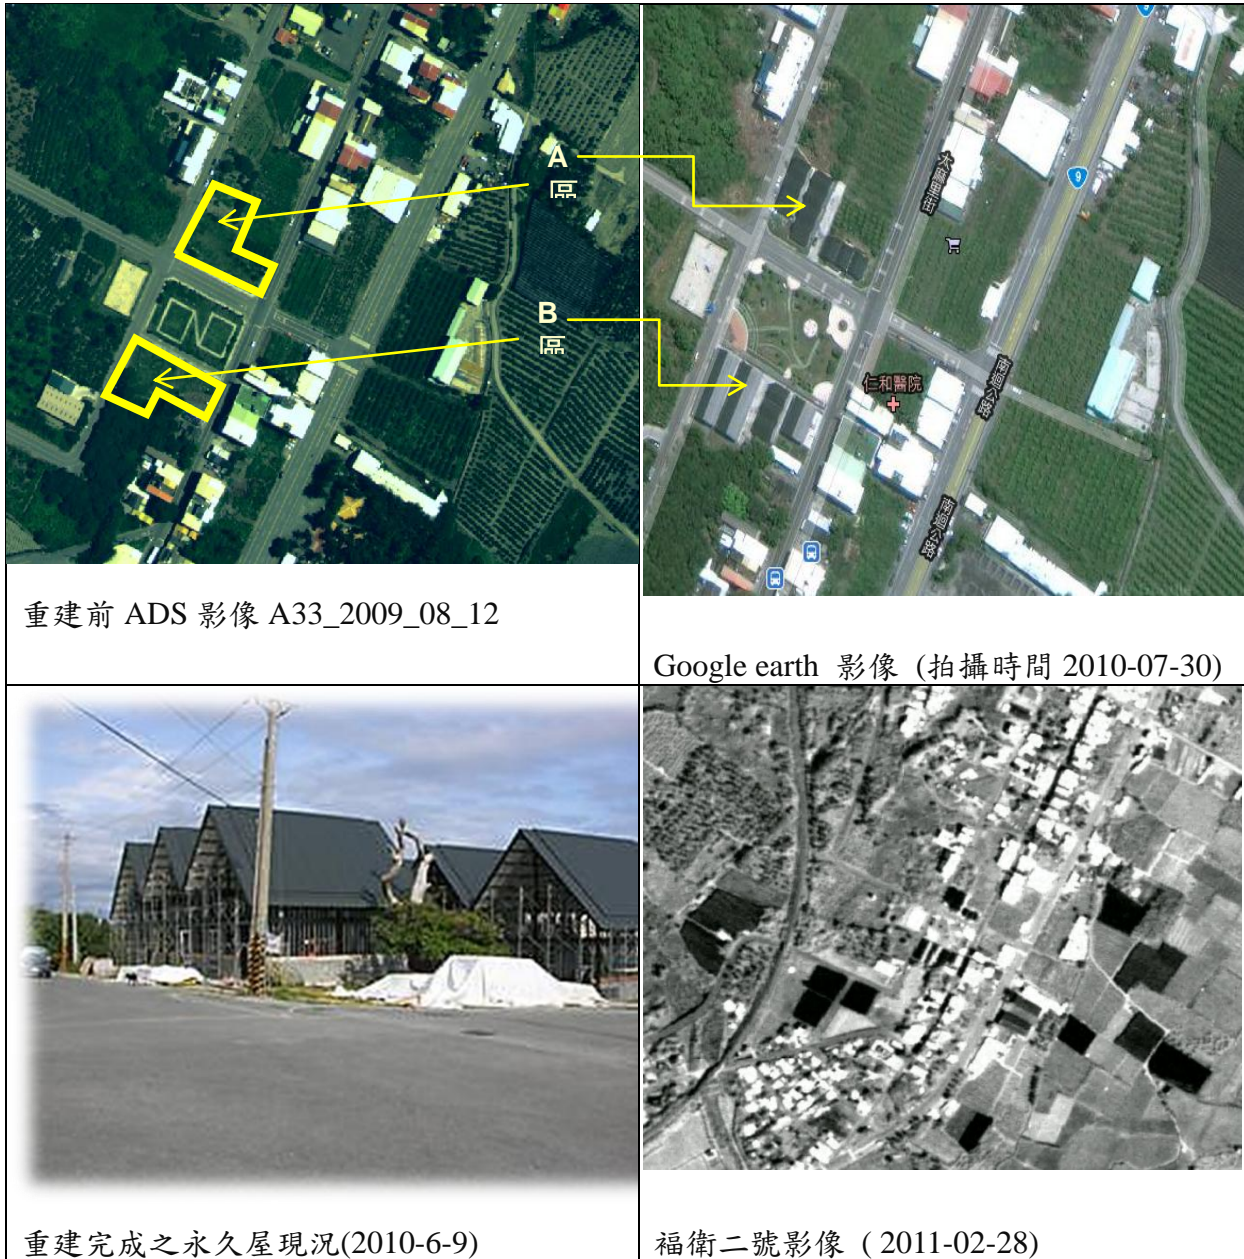 A
區
B
區
9
太麻里街
9
仁和醫院
南迴公路
南迴公路
重建前 ADS 影像 A33_2009_08_12
Google earth 影像 (拍攝時間 2010-07-30)
重建完成之永久屋現況(2010-6-9)
福衛二號影像 ( 2011-02-28)